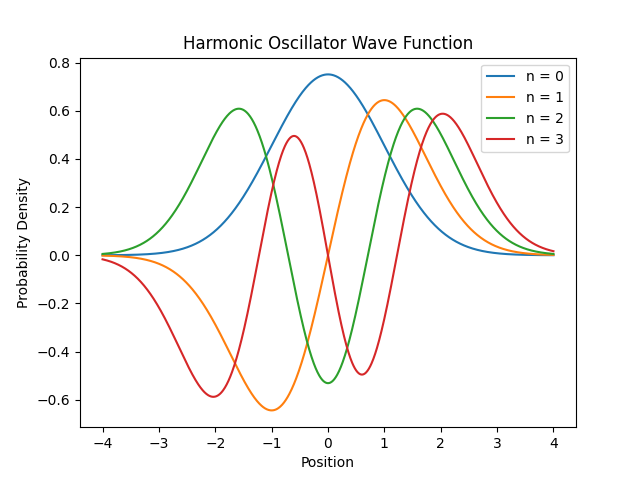 Harmonic Oscillator Wave Function
Probability Density
0.8
0.6
0.4
0.2
0.0
−0.2
−0.4
−0.6
n = 0
n = 1
n = 2
n = 3
−4
−3
−2
−1
0
1
2
3
4
Position